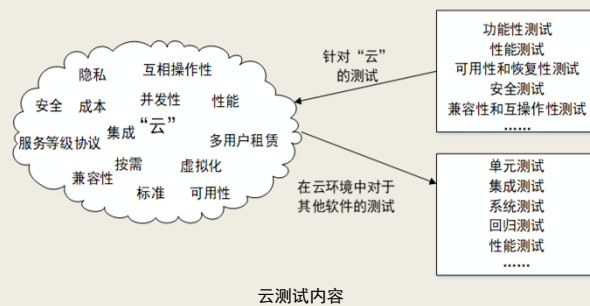 隐私
互相操作性
安全
成本
并发性
性能
集成
“云”
服务等级协议
多用户租赁
按需
虚拟化
兼容性
标准
可用性
针对“云”
的测试
功能性测试
性能测试
可用性和恢复性测试
安全测试
兼容性和互操作性测试
......
在云环境中对于
其他软件的测试
单元测试
集成测试
系统测试
回归测试
性能测试
......
云测试内容